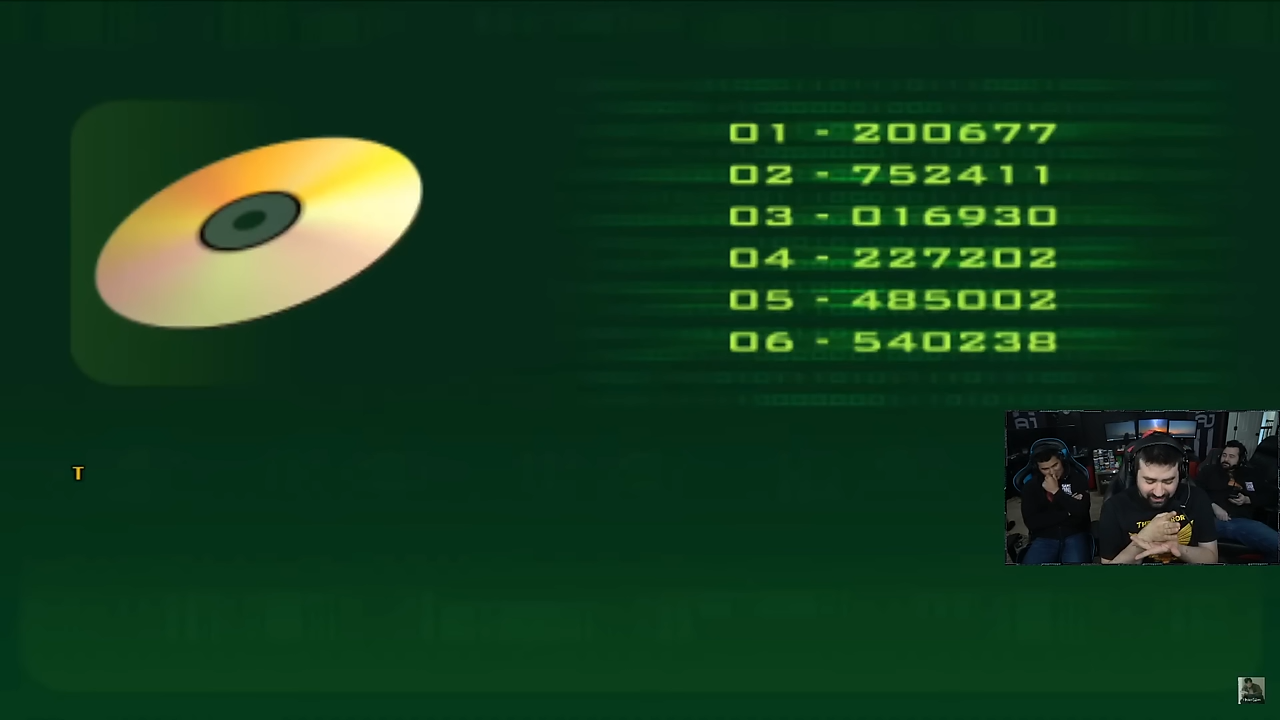 01 - 200677
02 - 752411
03 - 016930
04 - 227202
05 - 485002
06 - 540238
T